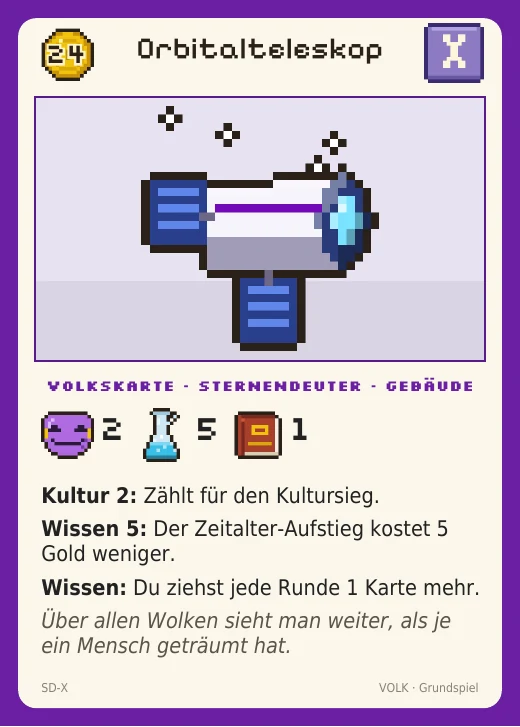 24 Orbitalteleskop X
VOLKSKARTE · STERNENDEUTER · GEBÄUDE
2 5 1
Kultur 2: Zählt für den Kultursieg.
Wissen 5: Der Zeitalter-Aufstieg kostet 5
Gold weniger.
Wissen: Du ziehst jede Runde 1 Karte mehr.
Über allen Wolken sieht man weiter, als je
ein Mensch geträumt hat.
SD-X VOLK · Grundspiel